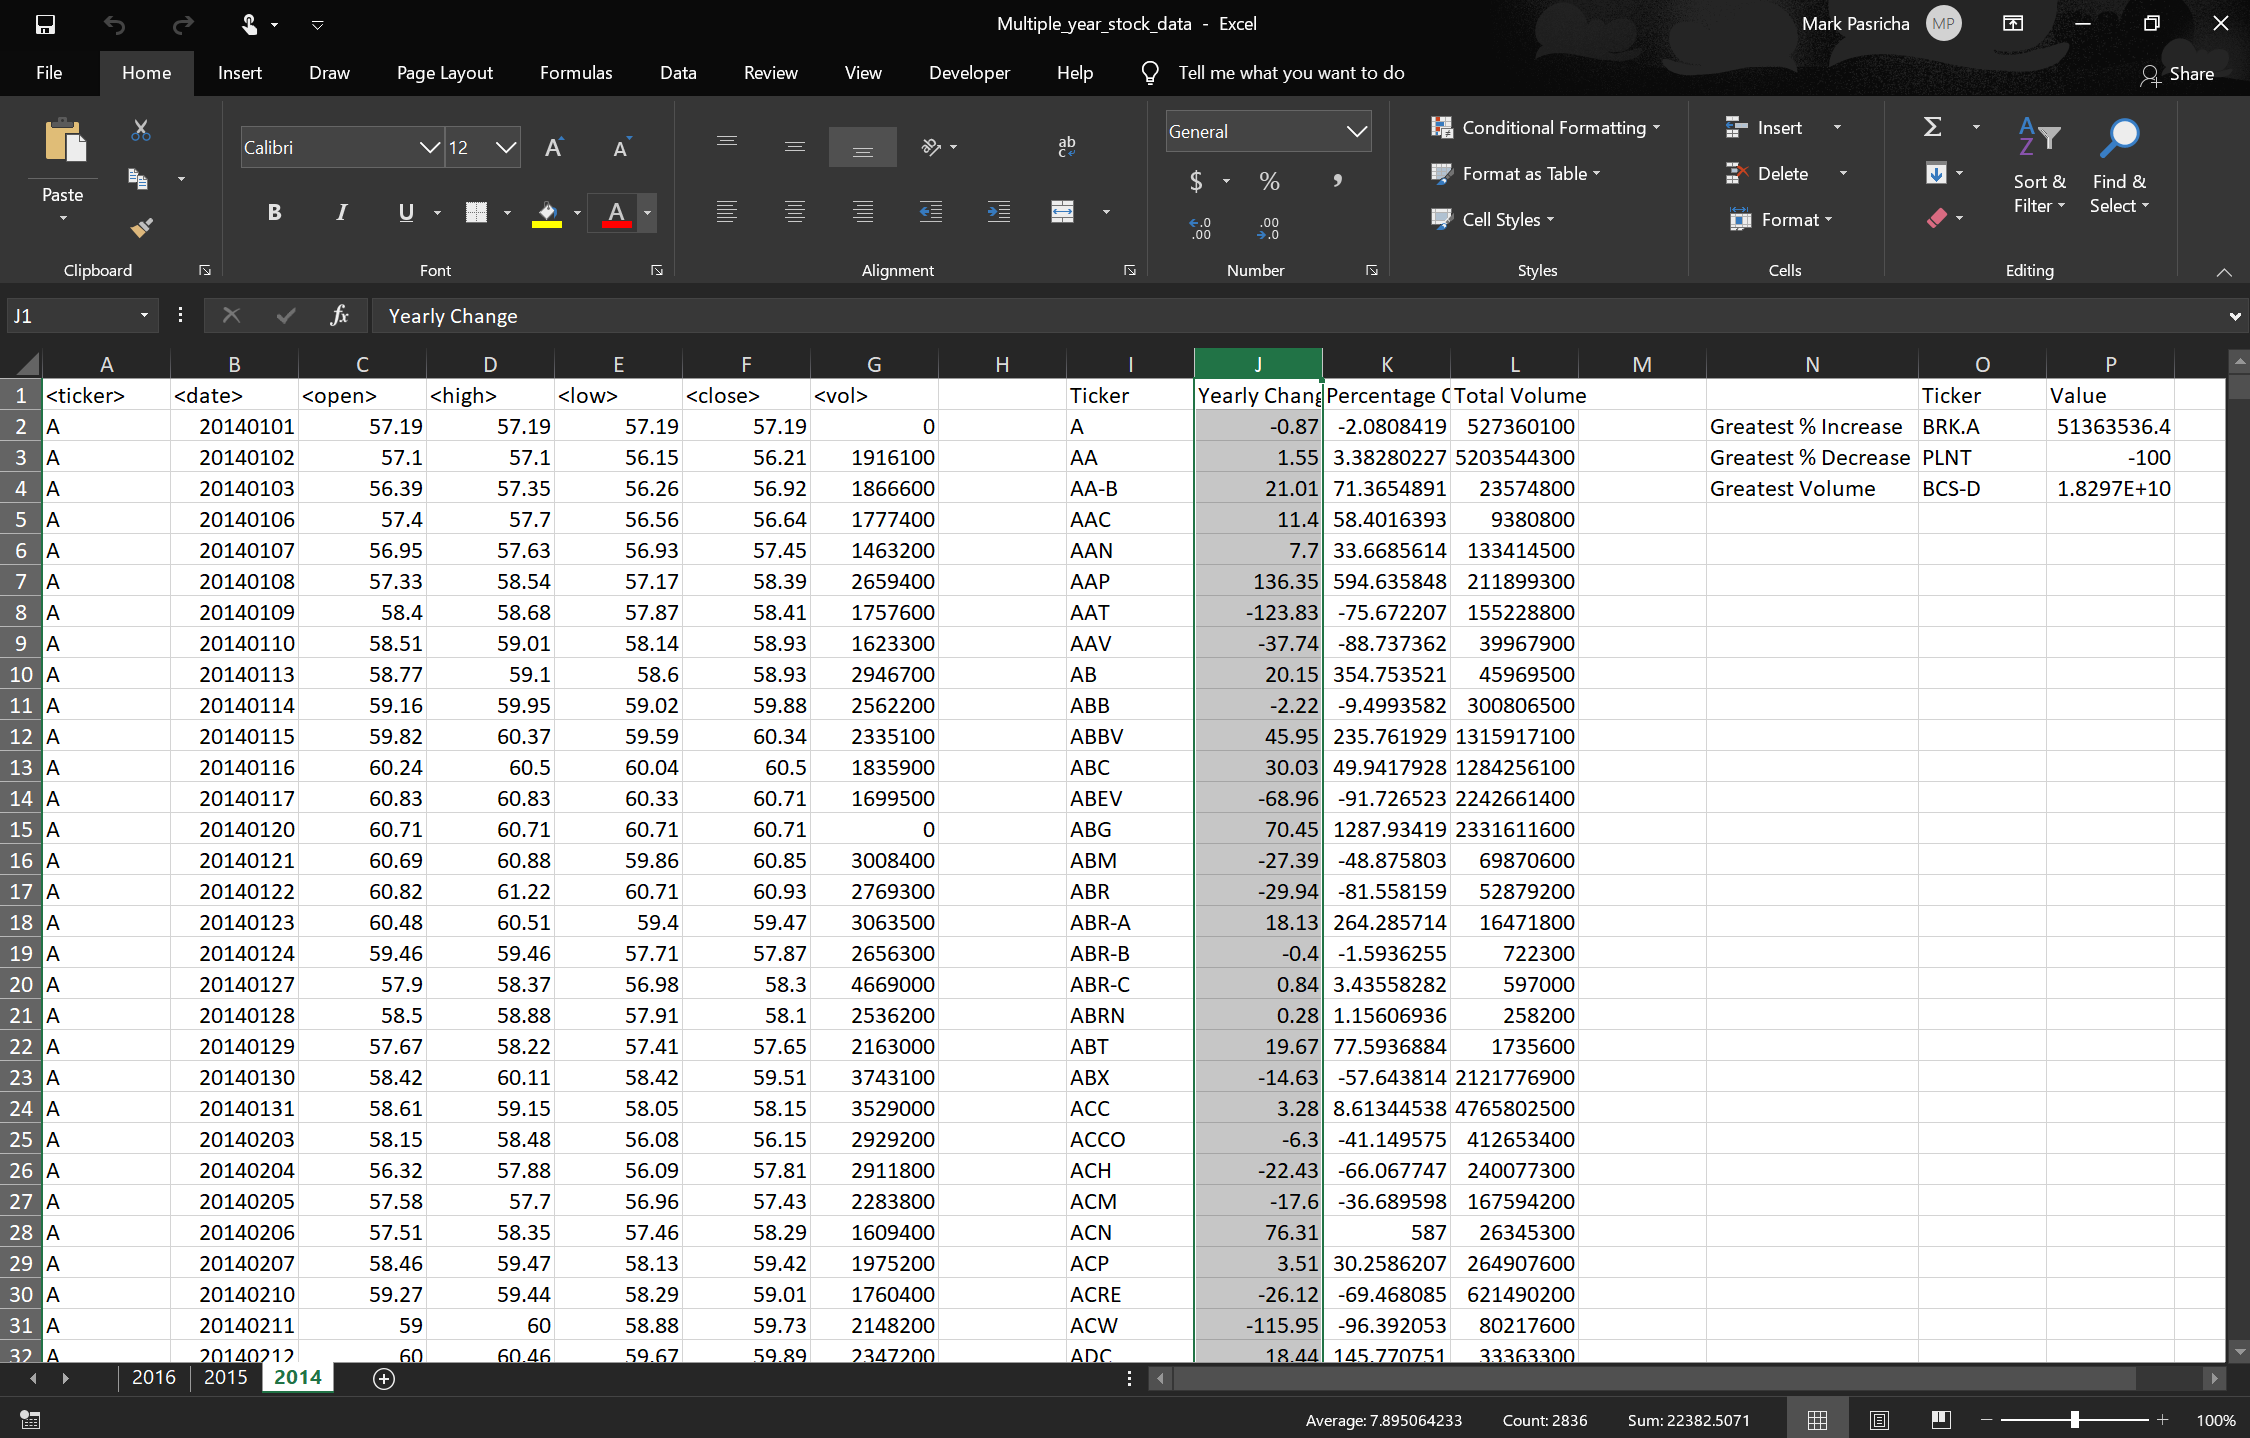 Multiple_year_stock_data - Excel
Mark Pasricha MP
File Home Insert Draw Page Layout Formulas Data Review View Developer Help Tell me what you want to do Share
Paste
Clipboard
Calibri 12
B I U A
Font
ab
c
Alignment
General
$ % ,
Number
Conditional Formatting
Format as Table
Cell Styles
Styles
Insert
Delete
Format
Cells
Sort & Filter
Find & Select
Editing
J1 fx Yearly Change
A B C D E F G H I J K L M N O P
1 <ticker> <date> <open> <high> <low> <close> <vol> Ticker Yearly Chang Percentage C Total Volume Ticker Value
2 A 20140101 57.19 57.19 57.19 57.19 0 A -0.87 -2.0808419 527360100 Greatest % Increase BRK.A 51363536.4
3 A 20140102 57.1 57.1 56.15 56.21 1916100 AA 1.55 3.38280227 5203544300 Greatest % Decrease PLNT -100
4 A 20140103 56.39 57.35 56.26 56.92 1866600 AA-B 21.01 71.3654891 23574800 Greatest Volume BCS-D 1.8297E+10
5 A 20140106 57.4 57.7 56.56 56.64 1777400 AAC 11.4 58.4016393 9380800
6 A 20140107 56.95 57.63 56.93 57.45 1463200 AAN 7.7 33.6685614 133414500
7 A 20140108 57.33 58.54 57.17 58.39 2659400 AAP 136.35 594.635848 211899300
8 A 20140109 58.4 58.68 57.87 58.41 1757600 AAT -123.83 -75.672207 155228800
9 A 20140110 58.51 59.01 58.14 58.93 1623300 AAV -37.74 -88.737362 39967900
10 A 20140113 58.77 59.1 58.6 58.93 2946700 AB 20.15 354.753521 45969500
11 A 20140114 59.16 59.95 59.02 59.88 2562200 ABB -2.22 -9.4993582 300806500
12 A 20140115 59.82 60.37 59.59 60.34 2335100 ABBV 45.95 235.761929 1315917100
13 A 20140116 60.24 60.5 60.04 60.5 1835900 ABC 30.03 49.9417928 1284256100
14 A 20140117 60.83 60.83 60.33 60.71 1699500 ABEV -68.96 -91.726523 2242661400
15 A 20140120 60.71 60.71 60.71 60.71 0 ABG 70.45 1287.93419 2331611600
16 A 20140121 60.69 60.88 59.86 60.85 3008400 ABM -27.39 -48.875803 69870600
17 A 20140122 60.82 61.22 60.71 60.93 2769300 ABR -29.94 -81.558159 52879200
18 A 20140123 60.48 60.51 59.4 59.47 3063500 ABR-A 18.13 264.285714 16471800
19 A 20140124 59.46 59.46 57.71 57.87 2656300 ABR-B -0.4 -1.5936255 722300
20 A 20140127 57.9 58.37 56.98 58.3 4669000 ABR-C 0.84 3.43558282 597000
21 A 20140128 58.5 58.88 57.91 58.1 2536200 ABRN 0.28 1.15606936 258200
22 A 20140129 57.67 58.22 57.41 57.65 2163000 ABT 19.67 77.5936884 1735600
23 A 20140130 58.42 60.11 58.42 59.51 3743100 ABX -14.63 -57.643814 2121776900
24 A 20140131 58.61 59.15 58.05 58.15 3529000 ACC 3.28 8.61344538 4765802500
25 A 20140203 58.15 58.48 56.08 56.15 2929200 ACCO -6.3 -41.149575 412653400
26 A 20140204 56.32 57.88 56.09 57.81 2911800 ACH -22.43 -66.067747 240077300
27 A 20140205 57.58 57.7 56.96 57.43 2283800 ACM -17.6 -36.689598 167594200
28 A 20140206 57.51 58.35 57.46 58.29 1609400 ACN 76.31 587 26345300
29 A 20140207 58.46 59.47 58.13 59.42 1975200 ACP 3.51 30.2586207 264907600
30 A 20140210 59.27 59.44 58.29 59.01 1760400 ACRE -26.12 -69.468085 621490200
31 A 20140211 59 60 58.88 59.73 2148200 ACW -115.95 -96.392053 80217600
32 A 20140212 60 60.46 59.67 59.89 2347200 ADC 18.44 145.770751 33363300
2016 2015 2014
Average: 7.895064233 Count: 2836 Sum: 22382.5071 100%